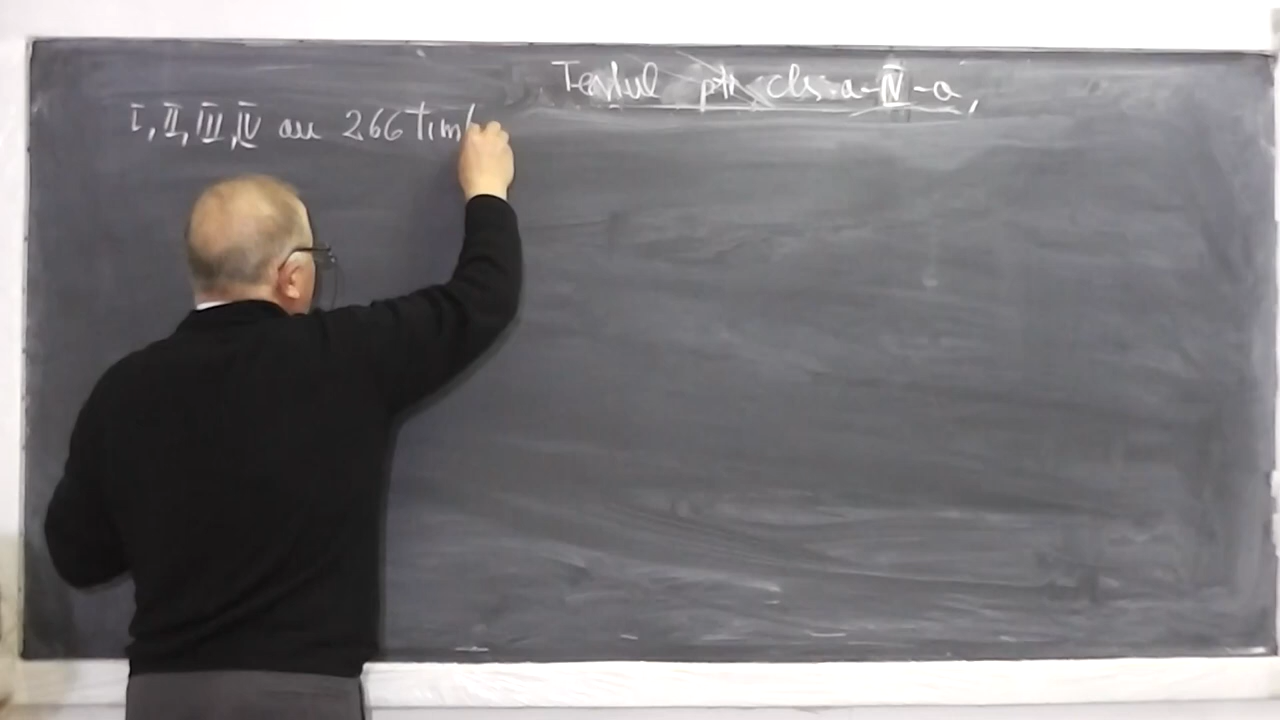 Testul ptr. cls. a-IV-a,
I, II, III, IV au 266 timb